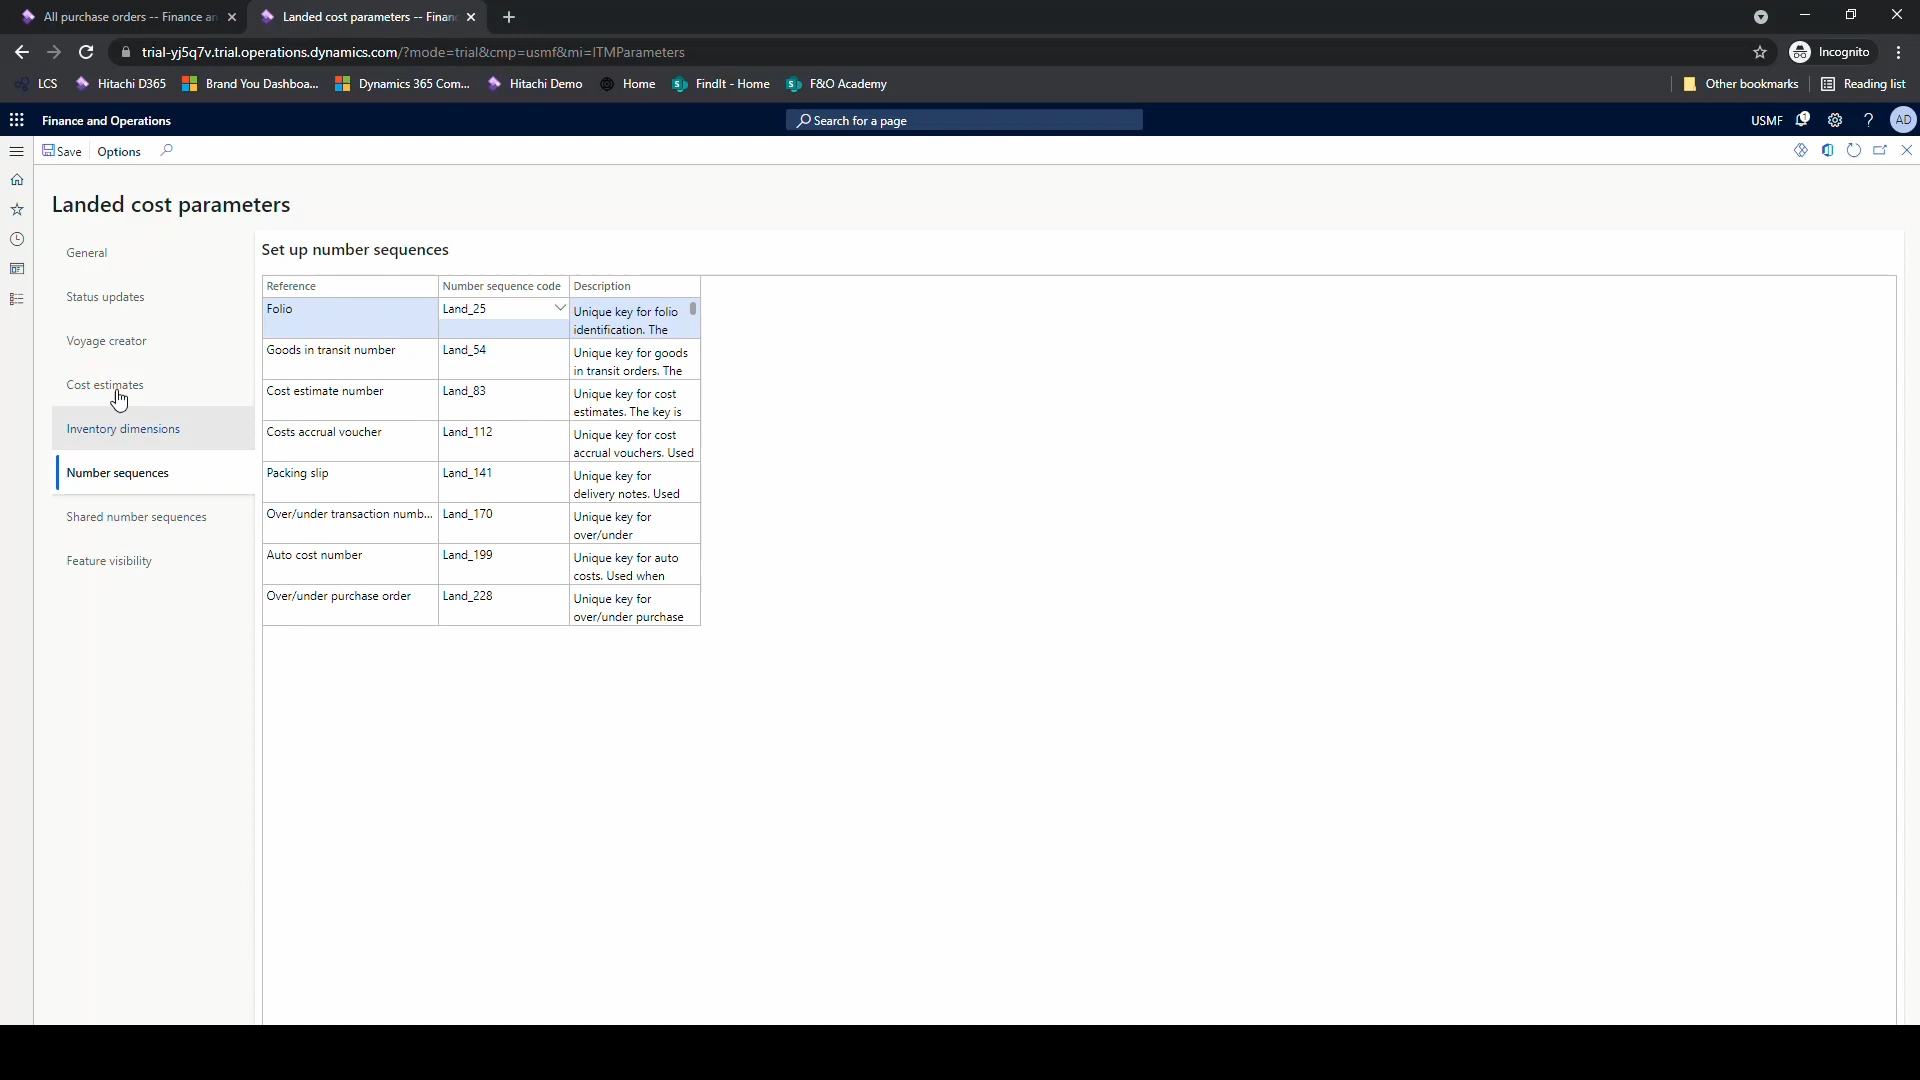 All purchase orders -- Finance an
Landed cost parameters -- Financ
trial-yj5q7v.trial.operations.dynamics.com/?mode=trial&cmp=usmf&mi=ITMParameters
Incognito
LCS
Hitachi D365
Brand You Dashboa...
Dynamics 365 Com...
Hitachi Demo
Home
FindIt - Home
F&O Academy
Other bookmarks
Reading list
Finance and Operations
Search for a page
USMF
1
?
AD
Save
Options
Landed cost parameters
General
Status updates
Voyage creator
Cost estimates
Inventory dimensions
Number sequences
Shared number sequences
Feature visibility
Set up number sequences
Reference Number sequence code Description
Folio Land_25 Unique key for folio
identification. The
Goods in transit number Land_54 Unique key for goods
in transit orders. The
Cost estimate number Land_83 Unique key for cost
estimates. The key is
Costs accrual voucher Land_112 Unique key for cost
accrual vouchers. Used
Packing slip Land_141 Unique key for
delivery notes. Used
Over/under transaction numb... Land_170 Unique key for
over/under
Auto cost number Land_199 Unique key for auto
costs. Used when
Over/under purchase order Land_228 Unique key for
over/under purchase